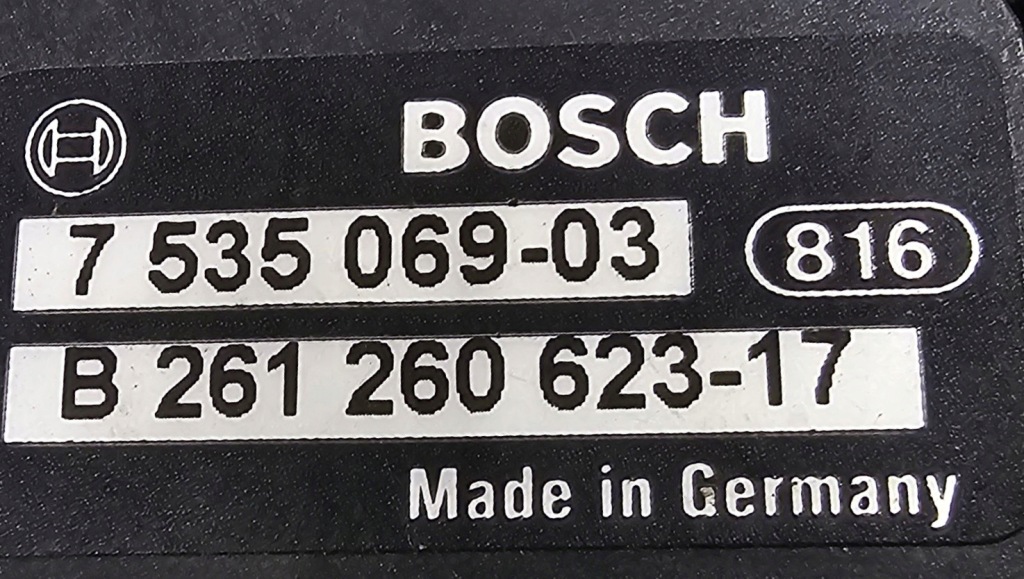 BOSCH
7 535 069-03
816
B 261 260 623-17
Made in Germany